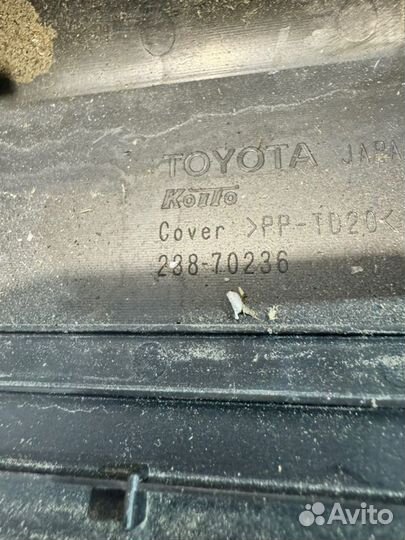 TOYOTA JAPAN
Koito
Cover >PP-TD20<
238-70236
Avito